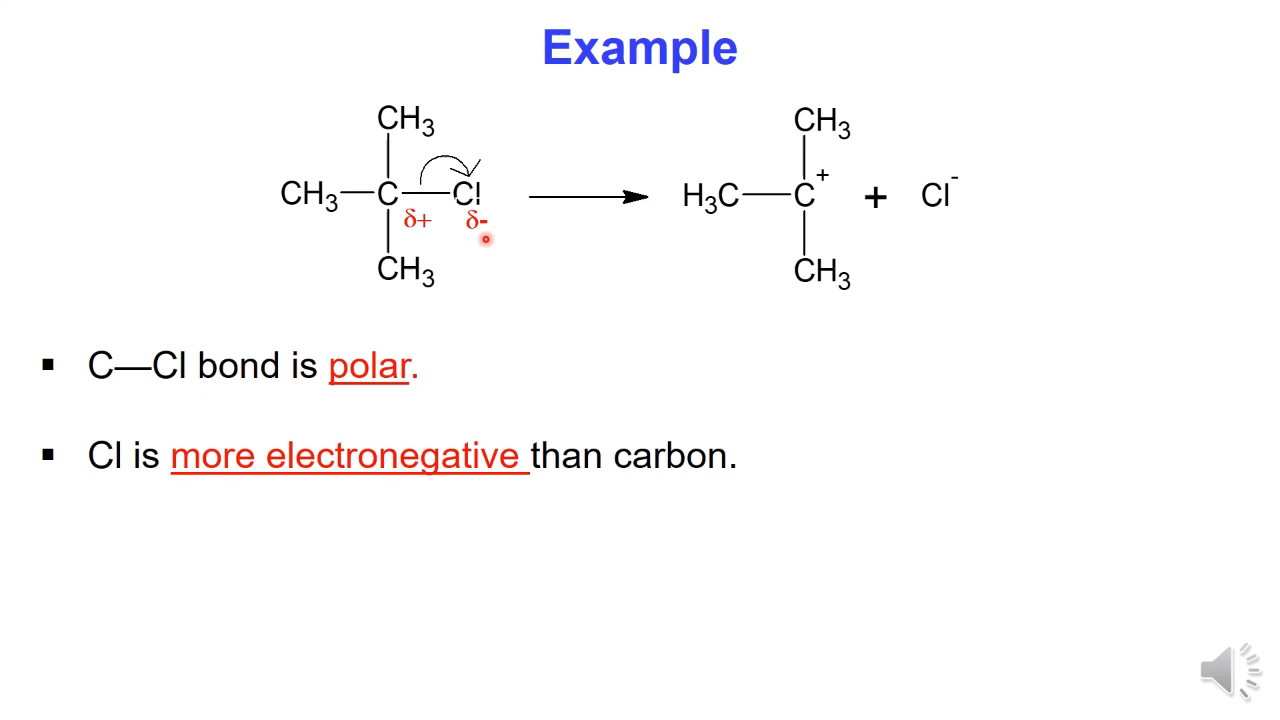 Example
CH3 CH3
CH3—C—Cl H3C—C+ + Cl-
δ+ δ-
CH3 CH3
▪ C—Cl bond is polar.
▪ Cl is more electronegative than carbon.